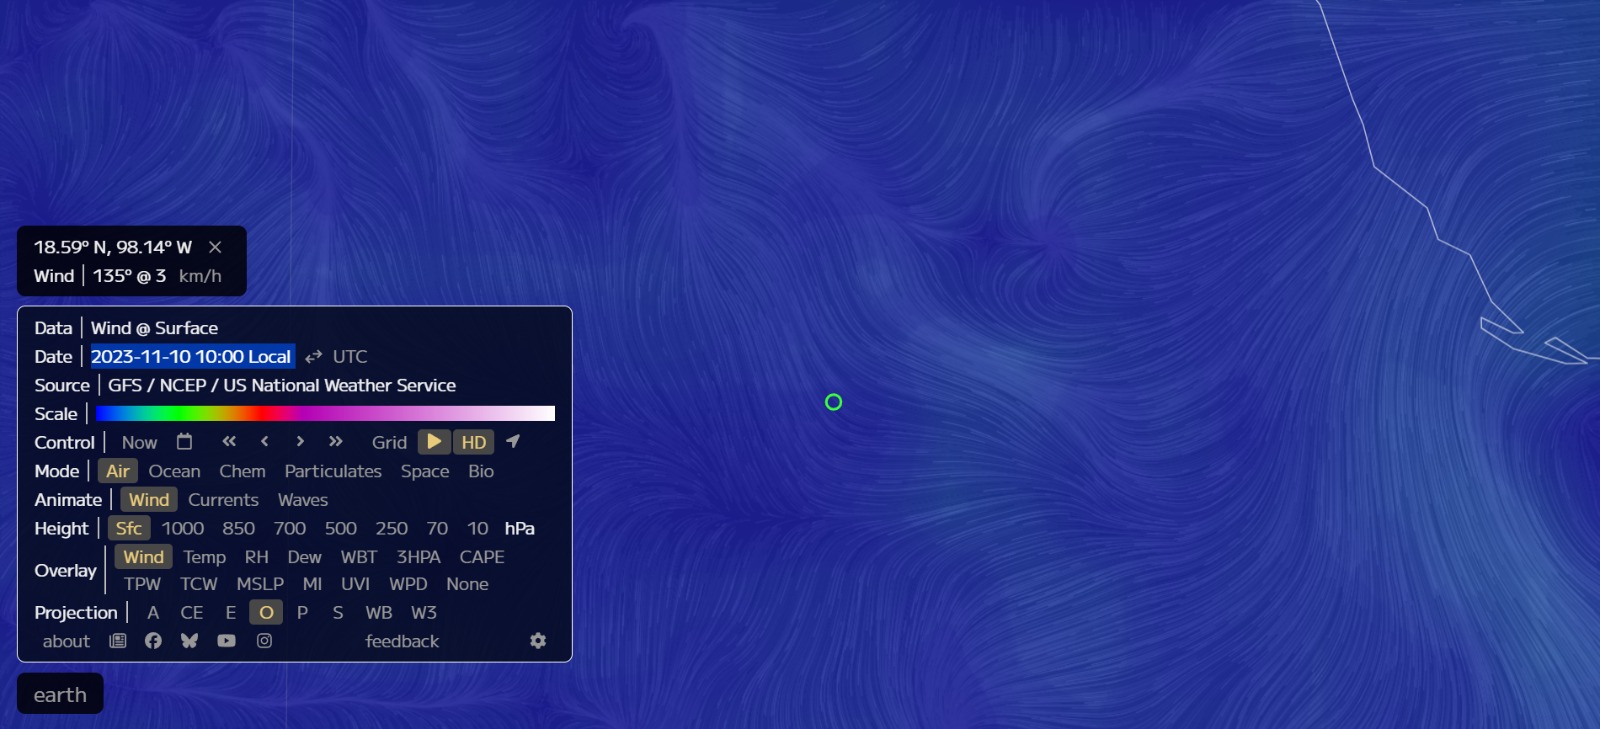 18.59° N, 98.14° W ×
Wind | 135° @ 3 km/h
Data | Wind @ Surface
Date | 2023-11-10 10:00 Local ⇄ UTC
Source | GFS / NCEP / US National Weather Service
Scale |
Control | Now « ‹ › » Grid ▶ HD
Mode | Air Ocean Chem Particulates Space Bio
Animate | Wind Currents Waves
Height | Sfc 1000 850 700 500 250 70 10 hPa
Overlay | Wind Temp RH Dew WBT 3HPA CAPE
TPW TCW MSLP MI UVI WPD None
Projection | A CE E O P S WB W3
about feedback
earth